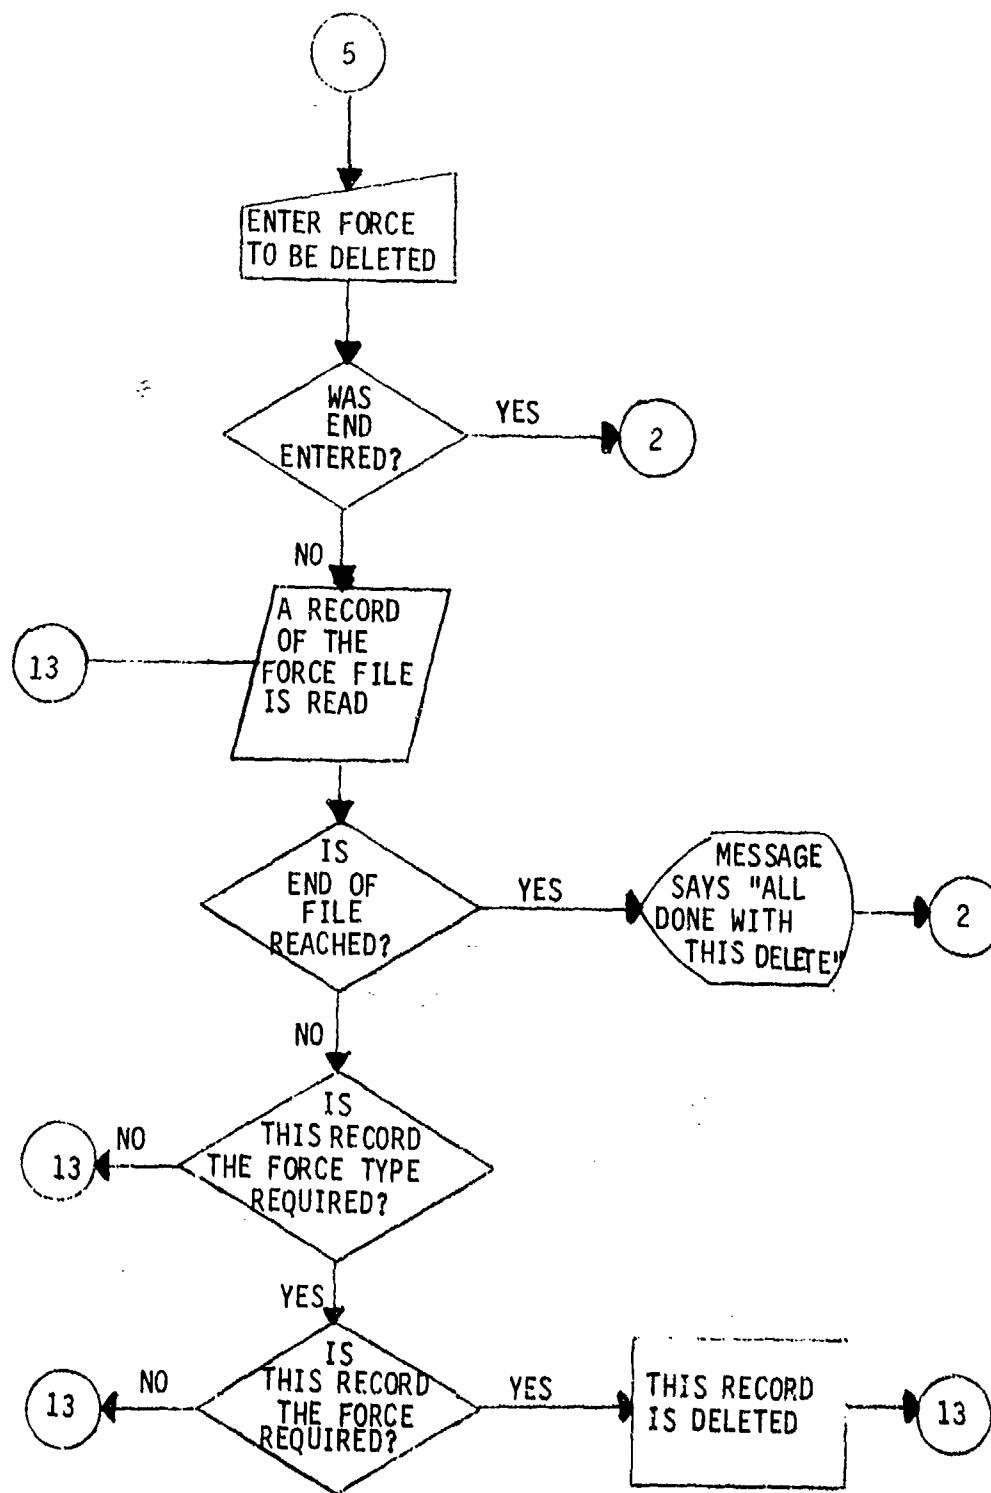 5
ENTER FORCE
TO BE DELETED
WAS
END
ENTERED?
YES
2
NO
A RECORD
OF THE
FORCE FILE
IS READ
13
IS
END OF
FILE
REACHED?
YES
MESSAGE
SAYS "ALL
DONE WITH
THIS DELETE"
2
NO
IS
THIS RECORD
THE FORCE TYPE
REQUIRED?
NO
13
YES
IS
THIS RECORD
THE FORCE
REQUIRED?
NO
13
YES
THIS RECORD
IS DELETED
13